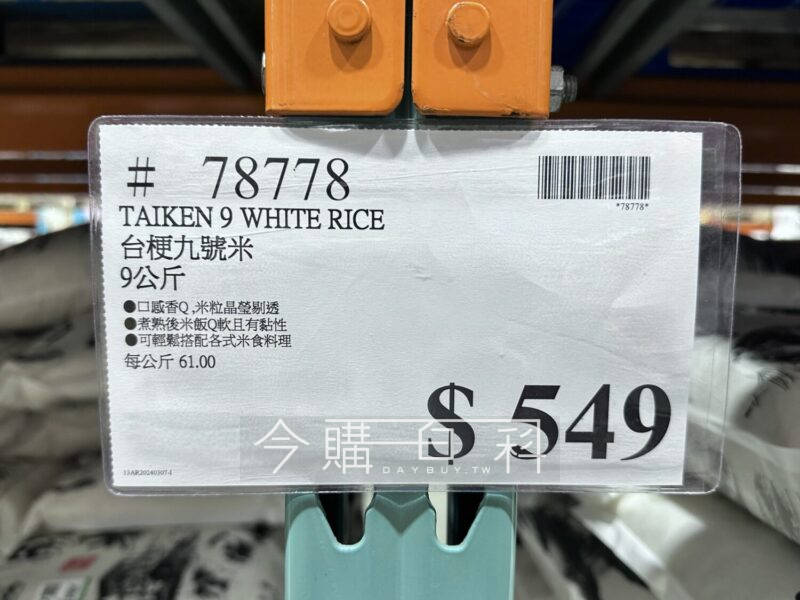 # 78778
*78778*
TAIKEN 9 WHITE RICE
台梗九號米
9公斤
●口感香Q ,米粒晶瑩剔透
●煮熟後米飯Q軟且有黏性
●可輕鬆搭配各式米食料理
每公斤 61.00
$ 549
今購百科
DAYBUY.TW
13AR20240307-1